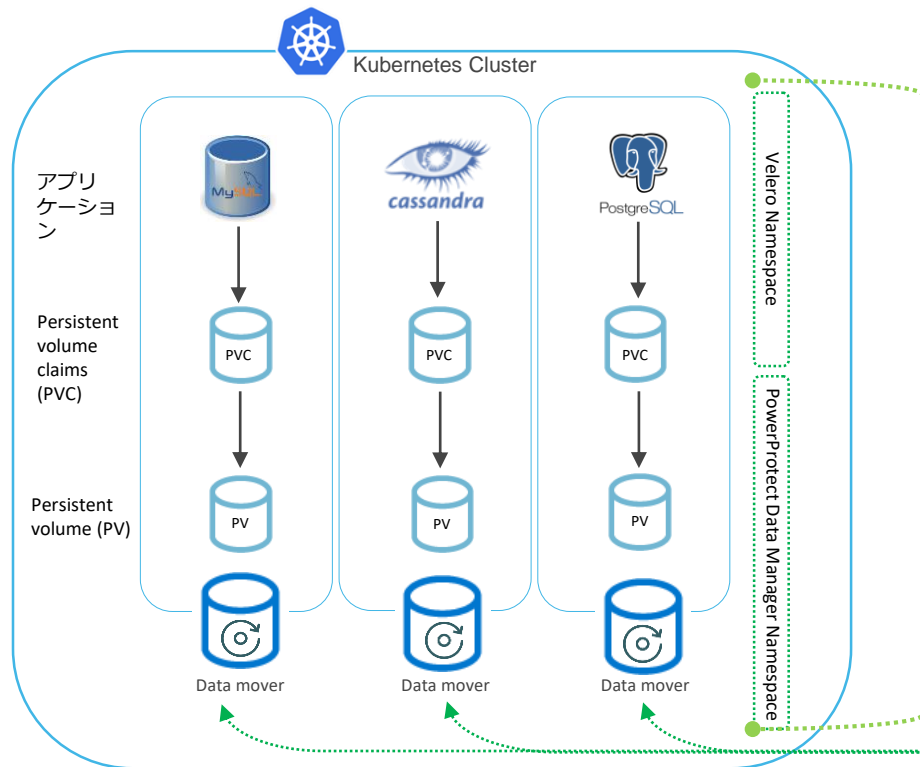 Kubernetes Cluster
アプリ
ケーショ
ン
MySQL
cassandra
PostgreSQL
Persistent
volume
claims
(PVC)
PVC
PVC
PVC
Persistent
volume (PV)
PV
PV
PV
Data mover
Data mover
Data mover
Velero Namespace
PowerProtect Data Manager Namespace